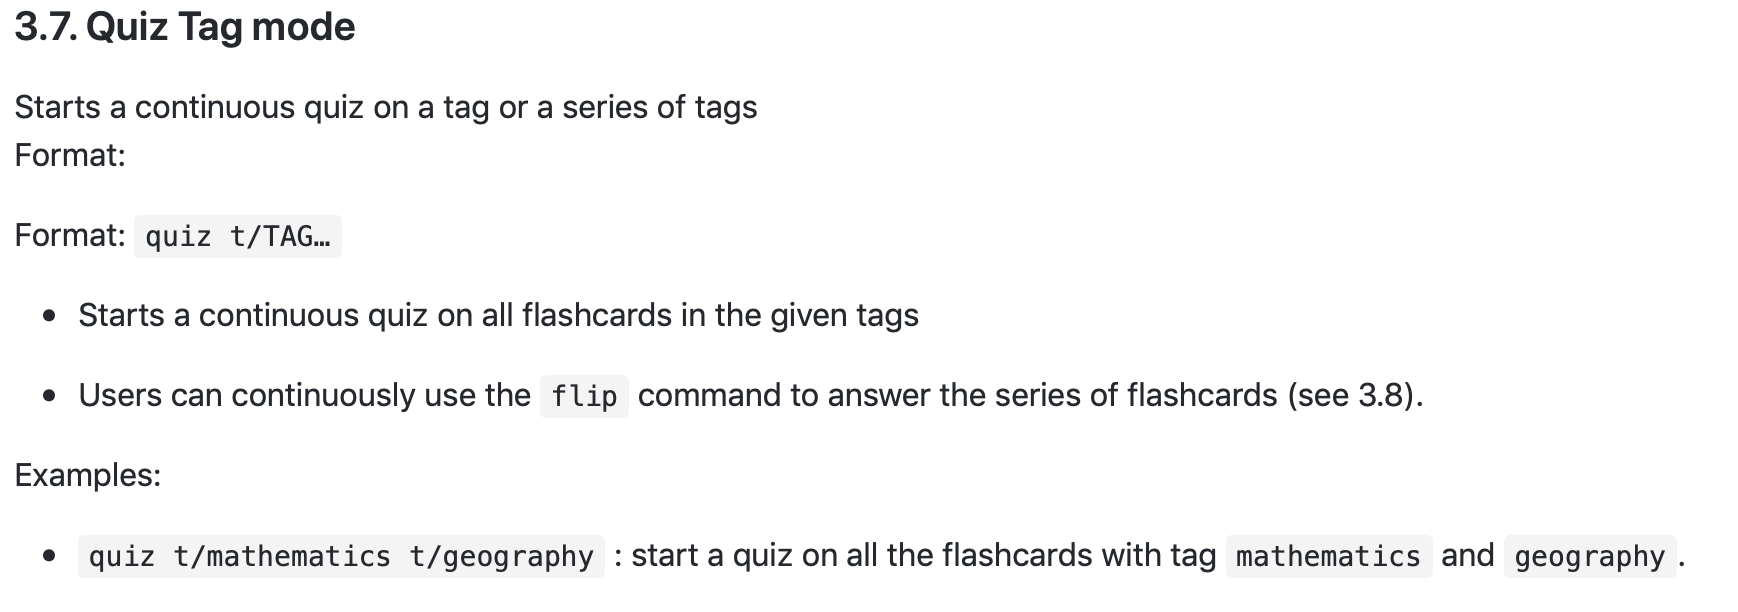 3.7. Quiz Tag mode
Starts a continuous quiz on a tag or a series of tags
Format:
Format: quiz t/TAG…
• Starts a continuous quiz on all flashcards in the given tags
• Users can continuously use the flip command to answer the series of flashcards (see 3.8).
Examples:
• quiz t/mathematics t/geography : start a quiz on all the flashcards with tag mathematics and geography.